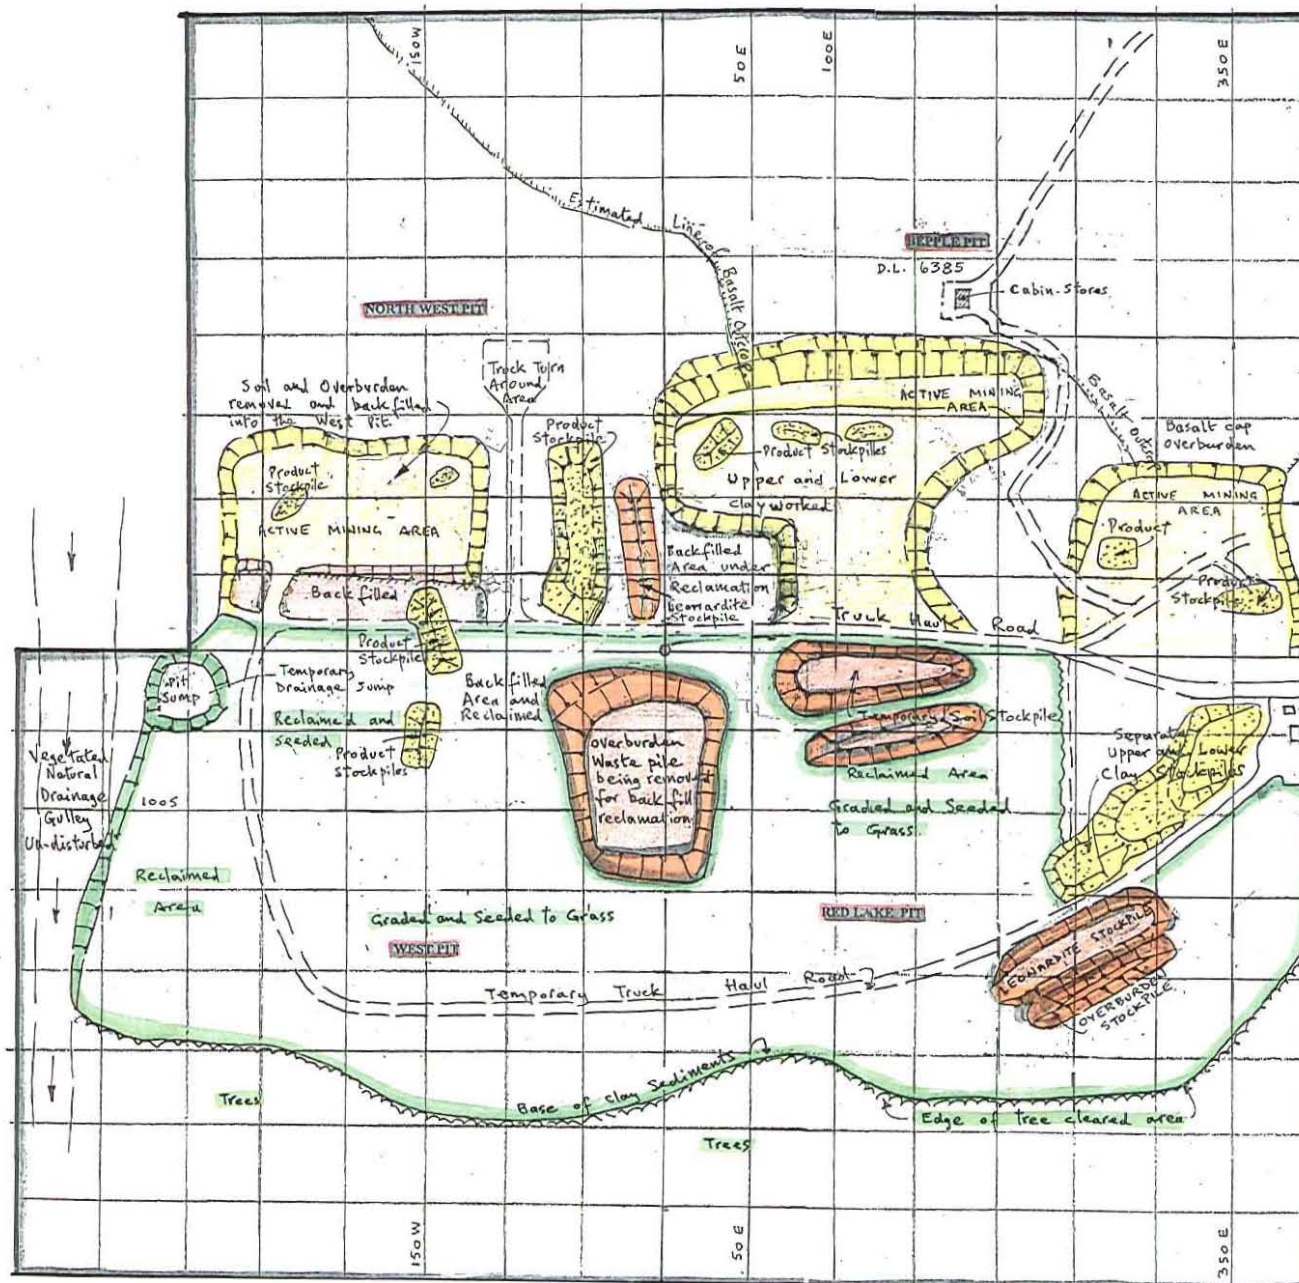 150W
50E
100E
350E
Estimated Line of Basalt Outcrop
BEPPLE PIT
D.L. 6385
Cabin-Stores
NORTH WEST PIT
Truck Turn
Around
Area
Soil and Overburden
removed and backfilled
into the West Pit.
Product
Stockpile
ACTIVE MINING
AREA
Basalt Outcrop
Basalt cap
overburden
Product
Stockpile
Product Stockpiles
Upper and Lower
Clay Worked
ACTIVE MINING
AREA
ACTIVE MINING AREA
Product
Backfilled
Area under
Reclamation
Leonardite
Stockpile
Backfilled
Product
Stockpile
Truck Haul Road
Product
Stockpile
Pit
Sump
Temporary
Drainage Sump
Back filled
Area and
Reclaimed
Temporary Soil Stockpile
Reclaimed and
seeded
Product
Stockpiles
overburden
Waste pile
being removed
for back fill
reclamation
Separate
Upper and Lower
Clay Stockpiles
Reclaimed Area
Graded and Seeded
to Grass.
Vegetated
Natural
Drainage
Gulley
Un-disturbed
100S
Reclaimed
Area
Graded and Seeded to Grass
WEST PIT
RED LAKE PIT
LEONARDITE STOCKPILE
OVERBURDEN
STOCKPILE
Temporary Truck Haul Road
Base of Clay Sediments
Trees
Edge of tree cleared area
Trees
150W
50E
350E